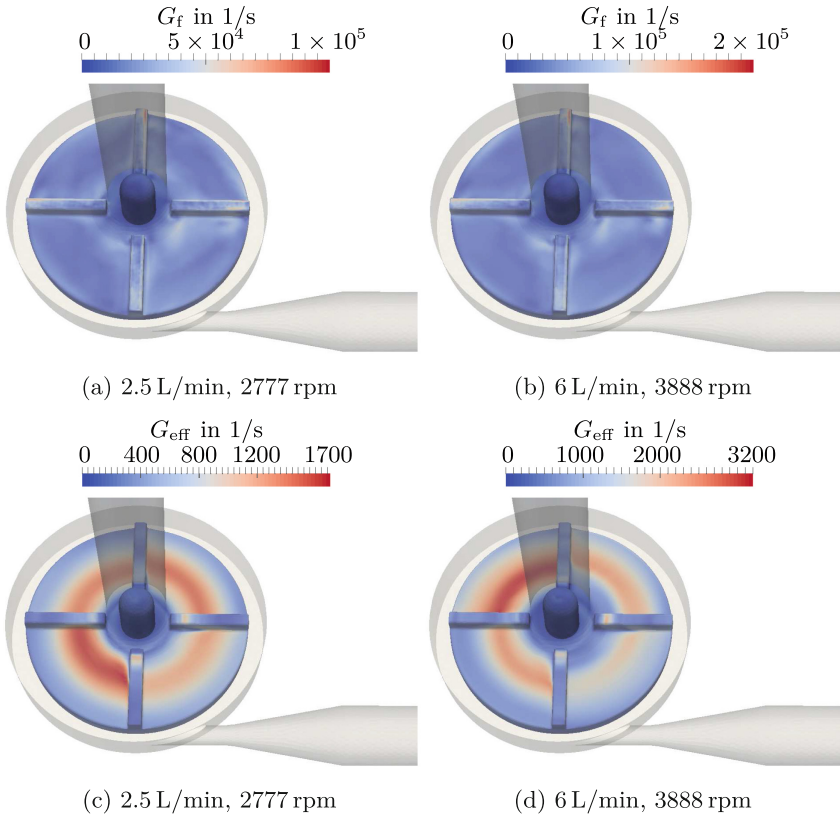 G_f in 1/s
0 5 × 10^4 1 × 10^5
G_f in 1/s
0 1 × 10^5 2 × 10^5
(a) 2.5 L/min, 2777 rpm
(b) 6 L/min, 3888 rpm
G_eff in 1/s
0 400 800 1200 1700
G_eff in 1/s
0 1000 2000 3200
(c) 2.5 L/min, 2777 rpm
(d) 6 L/min, 3888 rpm